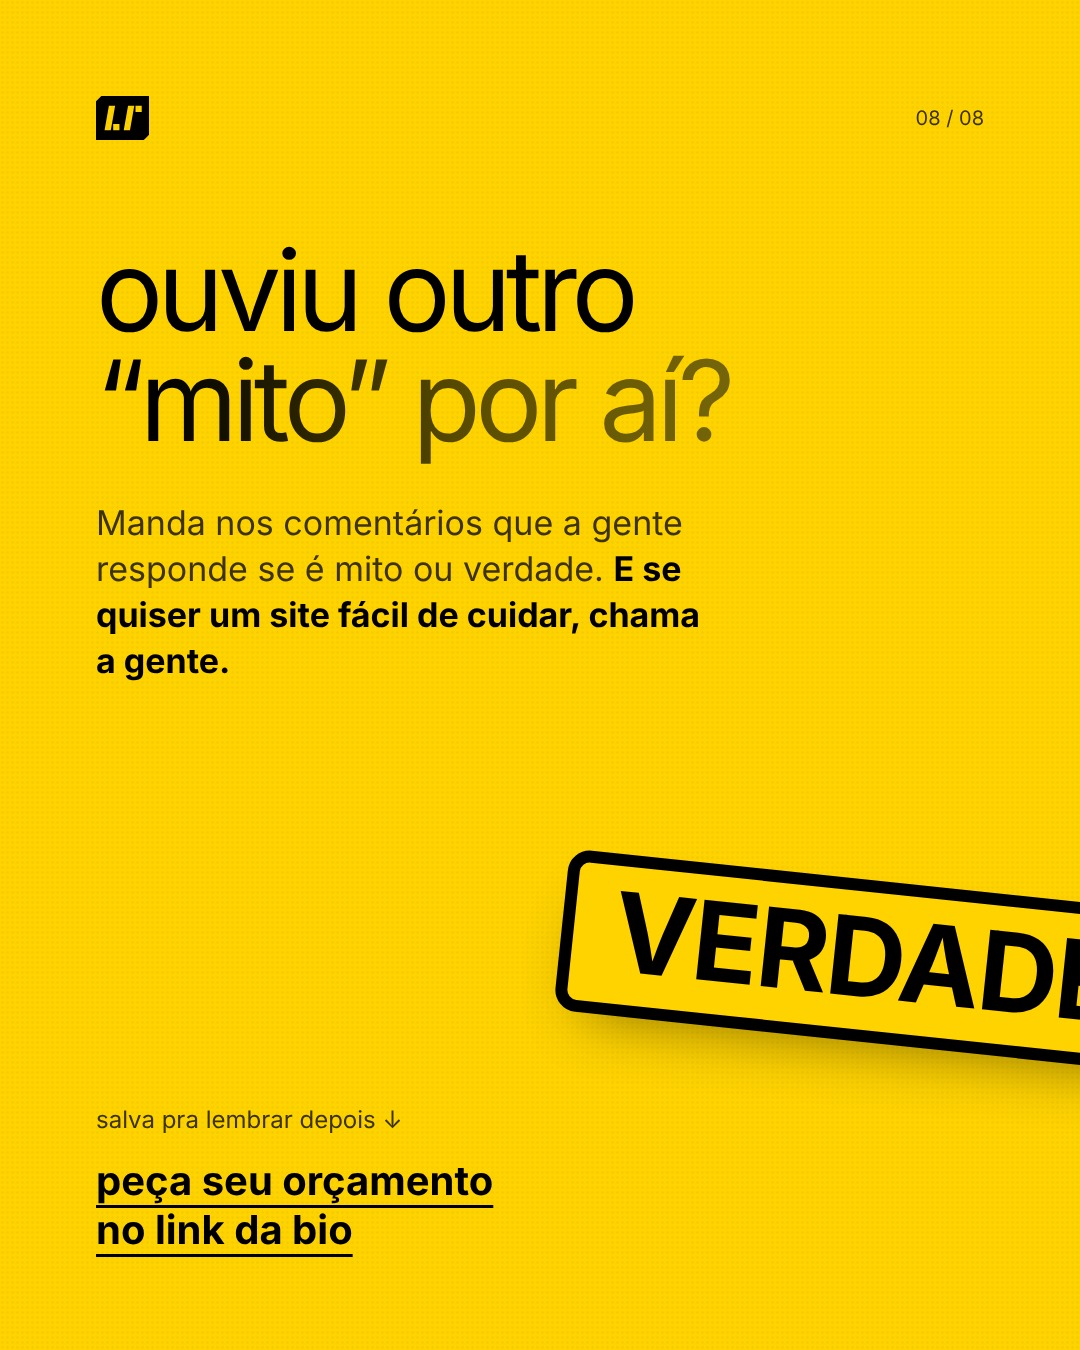 08 / 08
ouviu outro
“mito” por aí?
Manda nos comentários que a gente
responde se é mito ou verdade. E se
quiser um site fácil de cuidar, chama
a gente.
VERDADE
salva pra lembrar depois ↓
peça seu orçamento
no link da bio